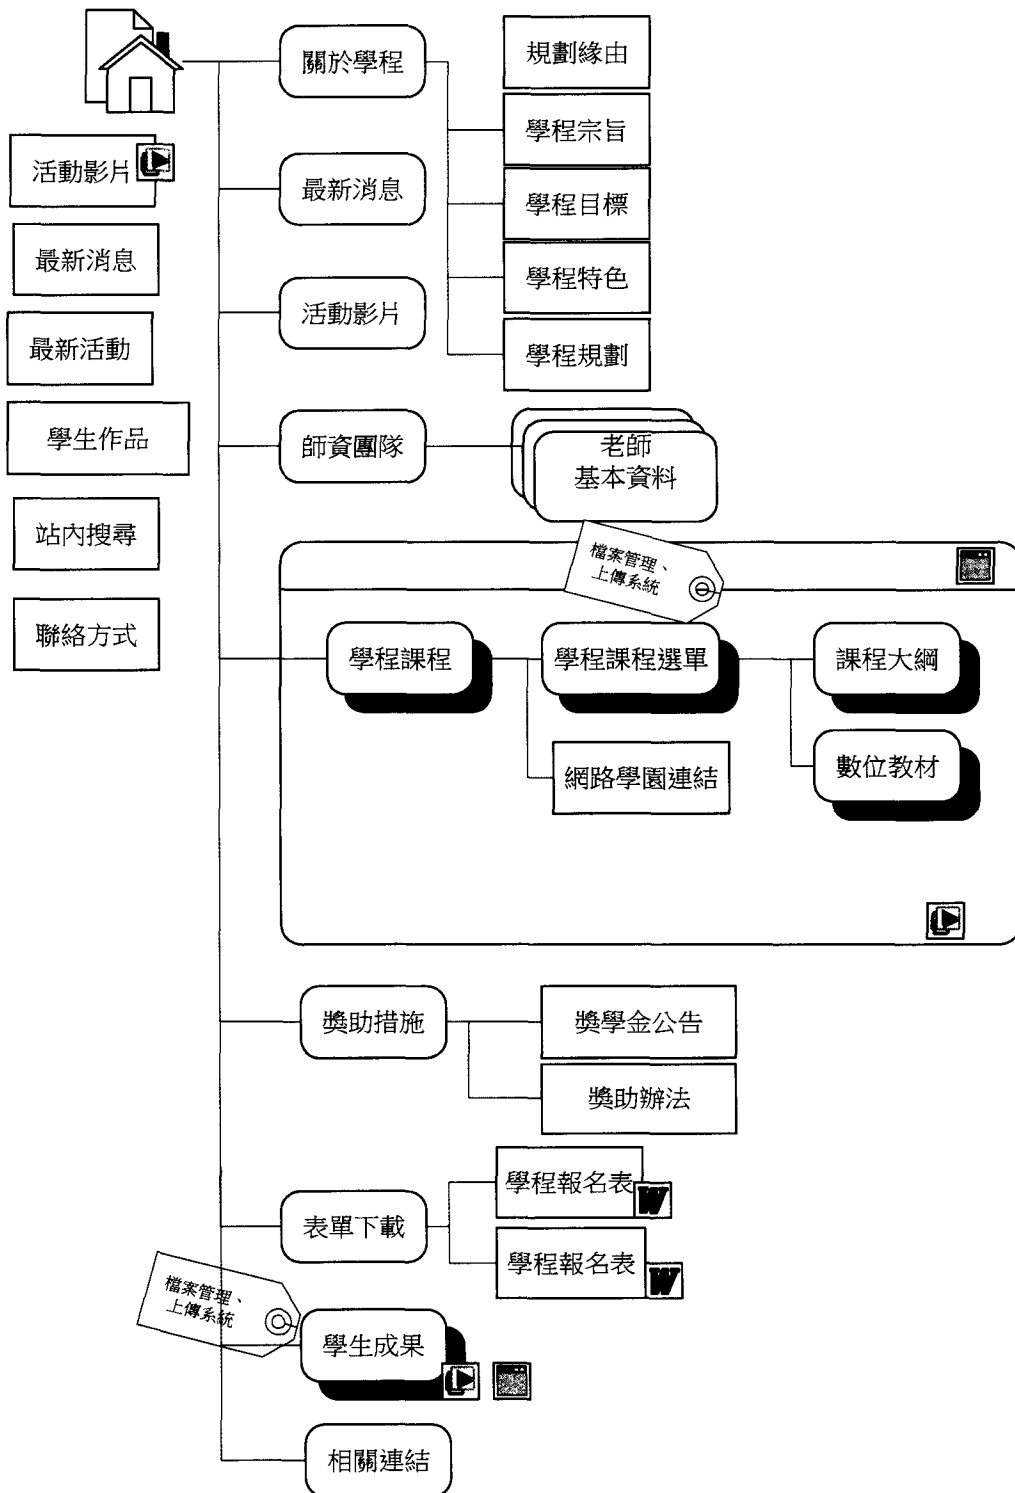 關於學程
規劃緣由
學程宗旨
學程目標
學程特色
學程規劃
最新消息
活動影片
師資團隊
老師
基本資料
活動影片
最新消息
最新活動
學生作品
站內搜尋
聯絡方式
檔案管理、
上傳系統
學程課程
學程課程選單
課程大綱
數位教材
網路學園連結
獎助措施
獎學金公告
獎助辦法
表單下載
學程報名表
W
學程報名表
W
檔案管理、
上傳系統
學生成果
相關連結